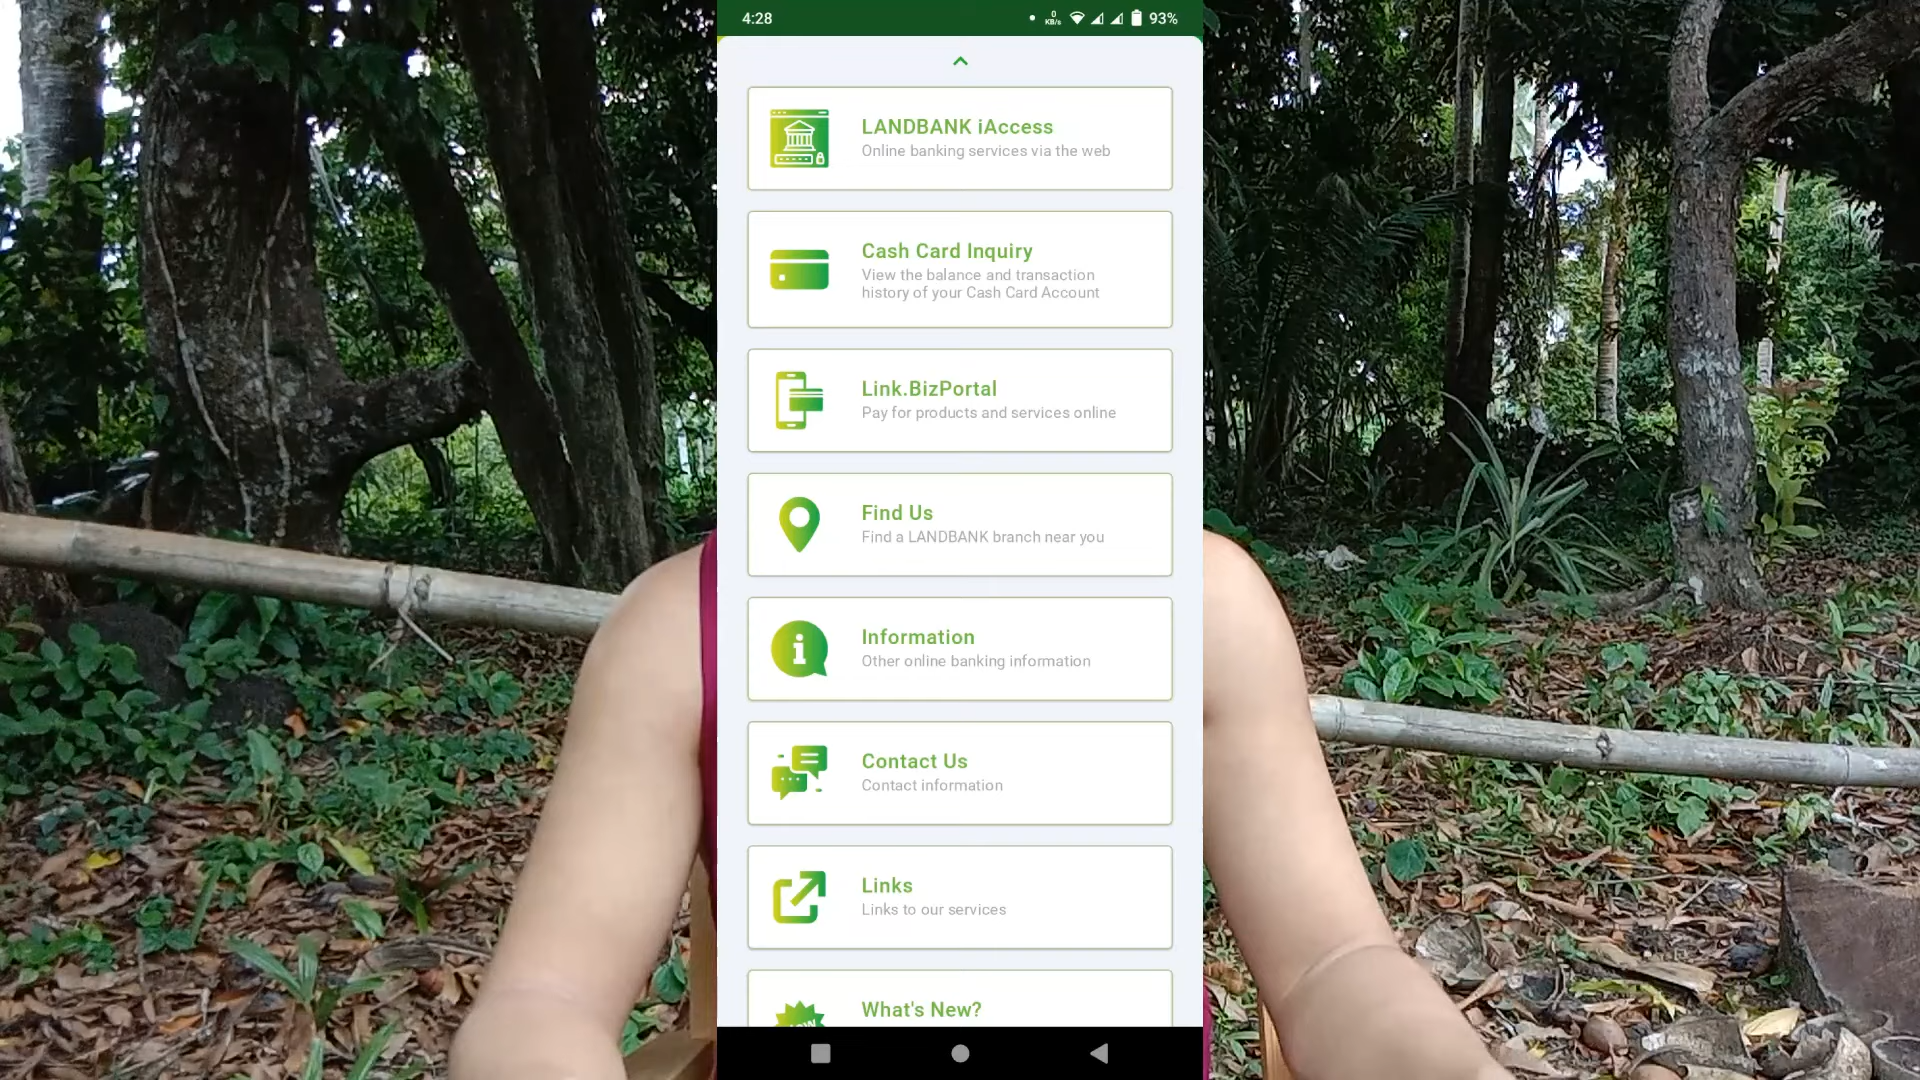 4:28
0
KB/s
93%
LANDBANK iAccess
Online banking services via the web
Cash Card Inquiry
View the balance and transaction
history of your Cash Card Account
Link.BizPortal
Pay for products and services online
Find Us
Find a LANDBANK branch near you
Information
Other online banking information
Contact Us
Contact information
Links
Links to our services
What's New?